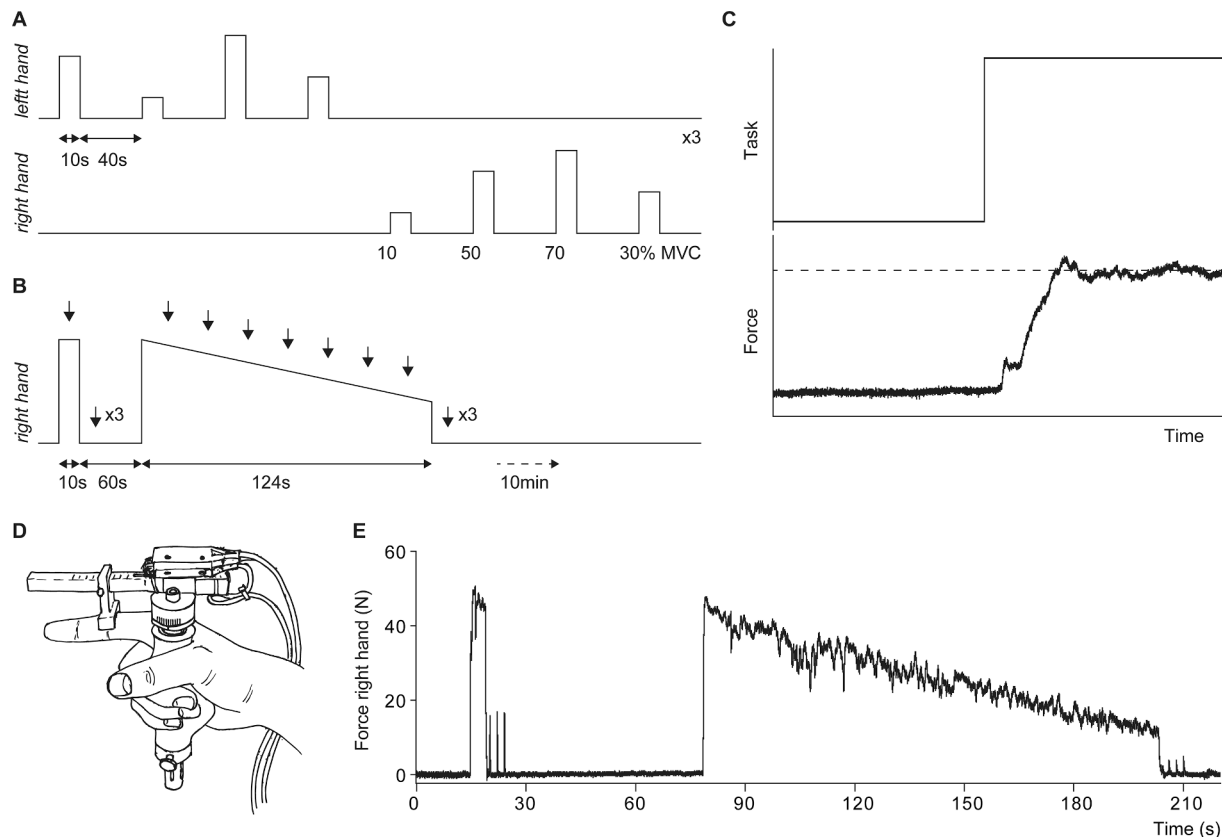 A
leftt hand
10s 40s
x3
right hand
10 50 70 30% MVC
B
right hand
x3
x3
10s 60s 124s 10min
C
Task
Force
Time
D
E
Force right hand (N)
60
40
20
0
0 30 60 90 120 150 180 210
Time (s)